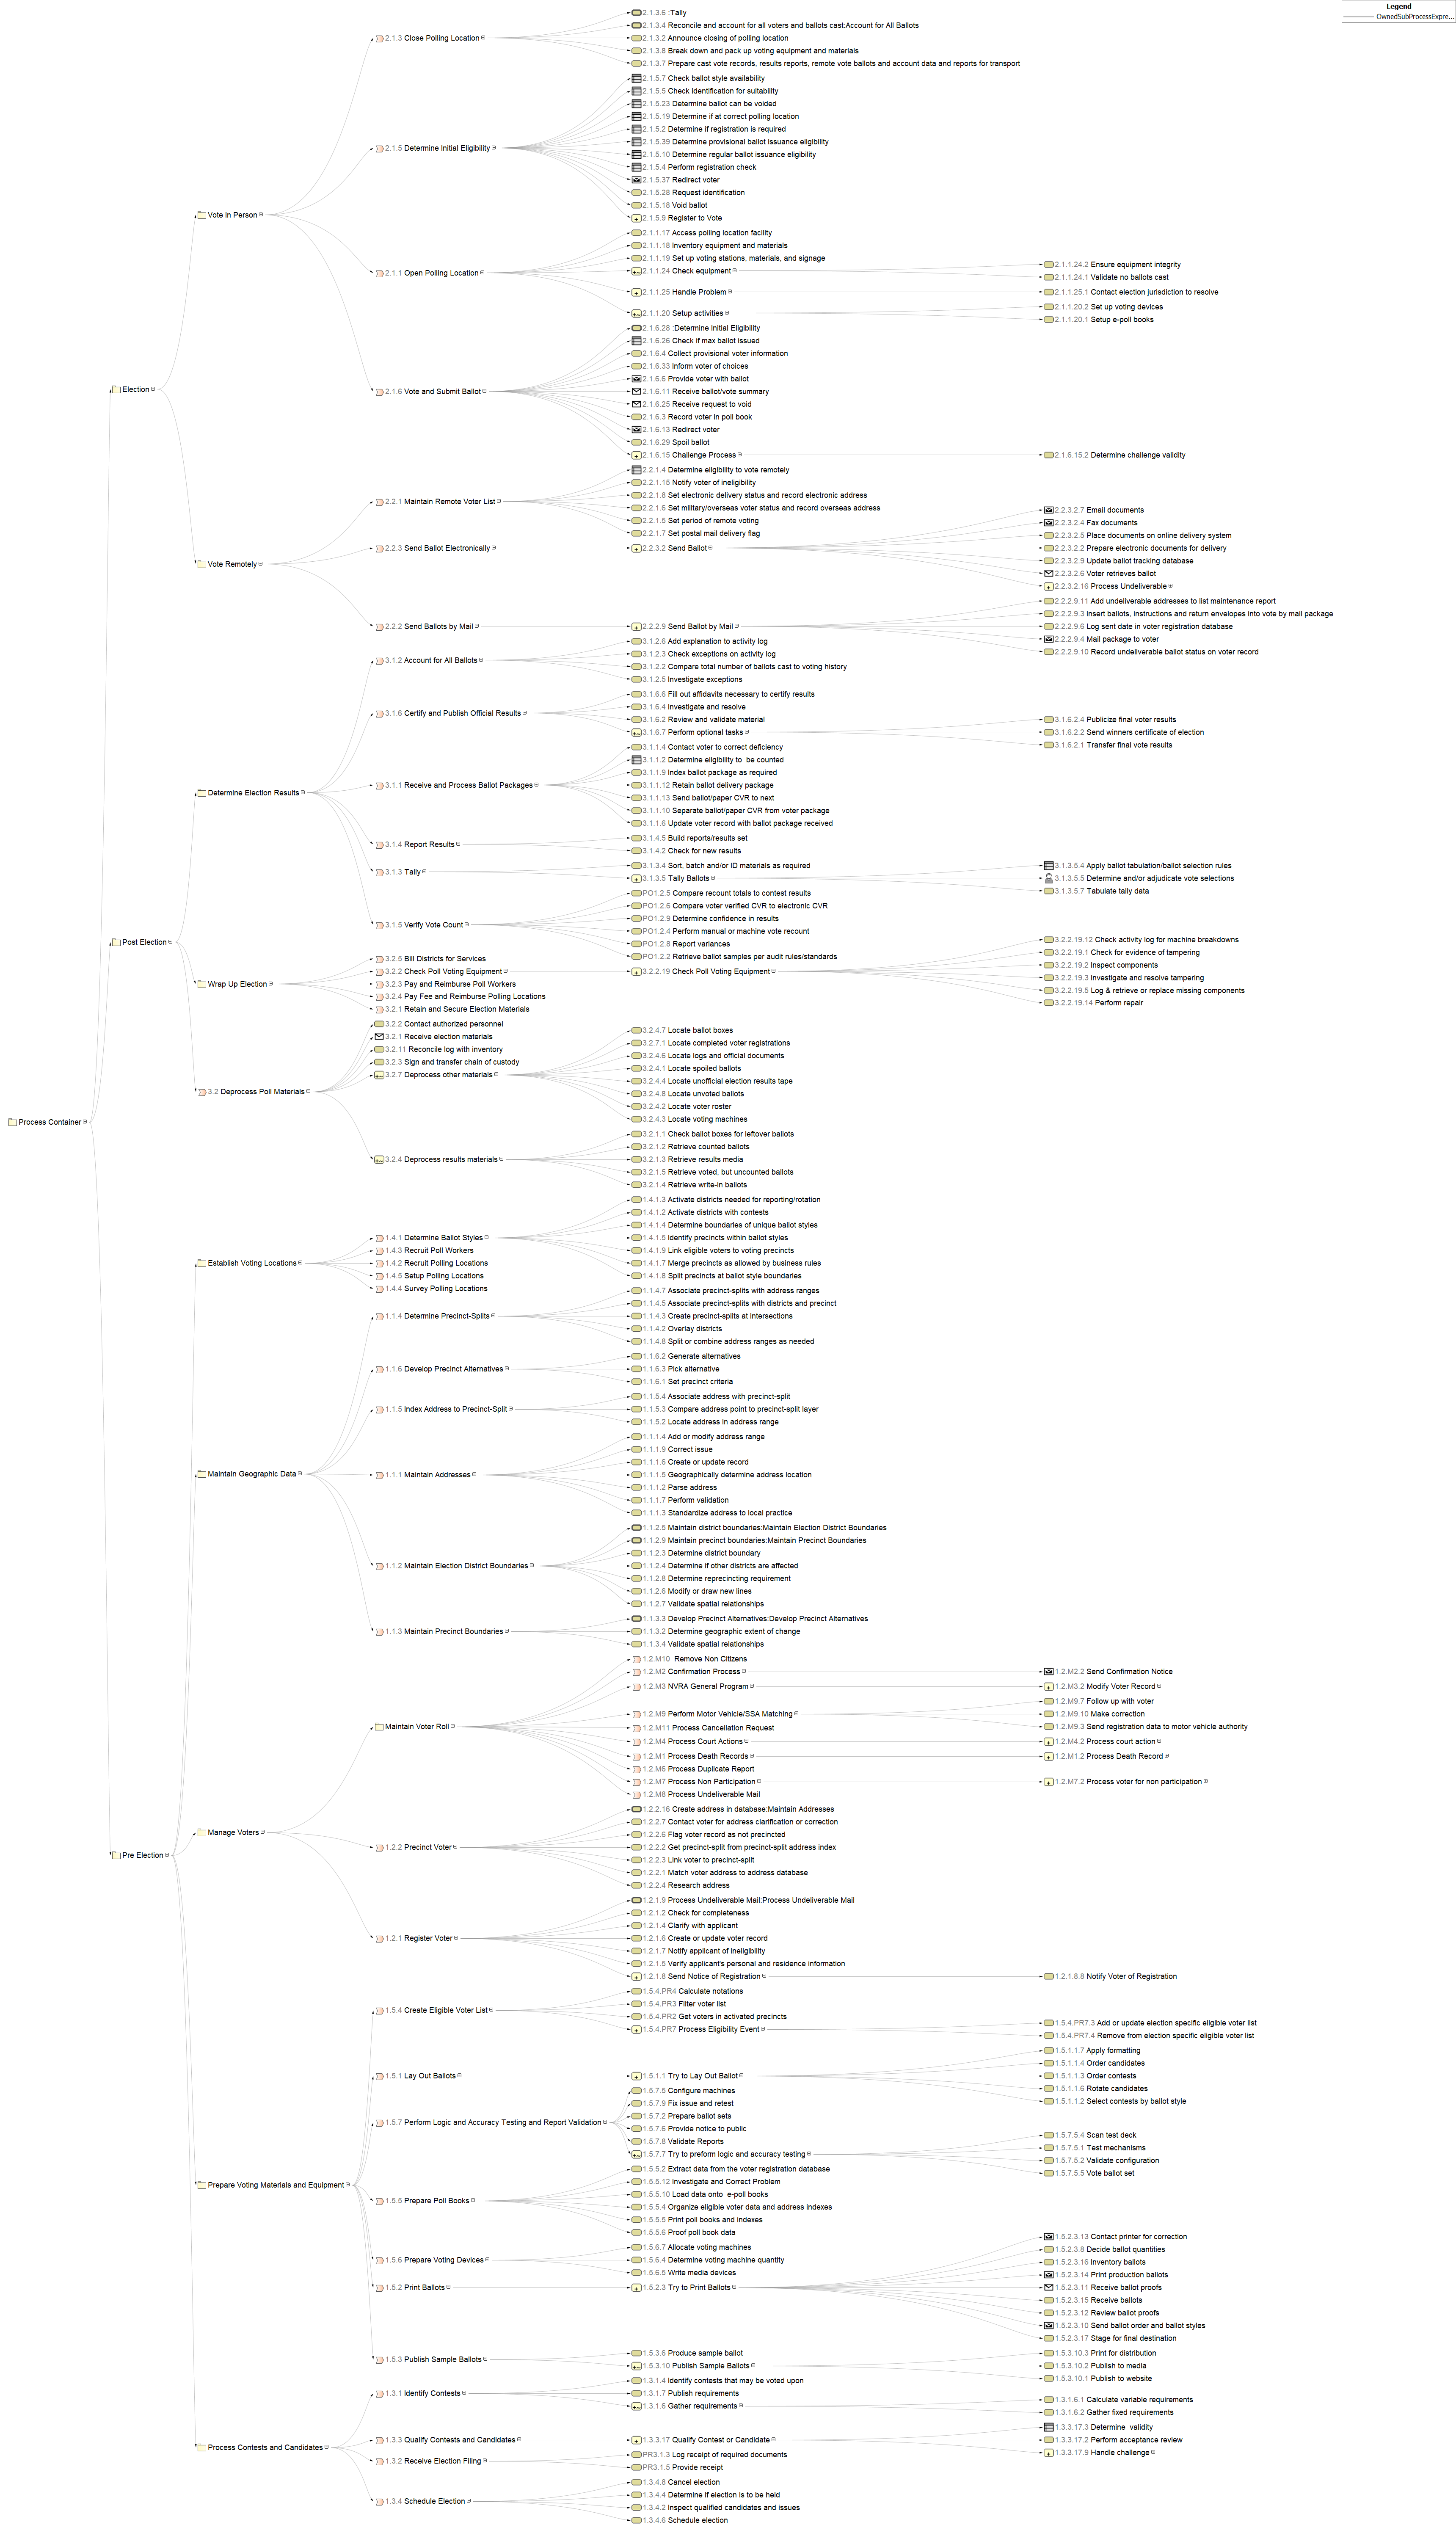 Legend
OwnedSubProcessExpre...
Process Container
Election
Vote In Person
2.1.3 Close Polling Location
2.1.3.6 :Tally
2.1.3.4 Reconcile and account for all voters and ballots cast:Account for All Ballots
2.1.3.2 Announce closing of polling location
2.1.3.8 Break down and pack up voting equipment and materials
2.1.3.7 Prepare cast vote records, results reports, remote vote ballots and account data and reports for transport
2.1.5 Determine Initial Eligibility
2.1.5.7 Check ballot style availability
2.1.5.5 Check identification for suitability
2.1.5.23 Determine ballot can be voided
2.1.5.19 Determine if at correct polling location
2.1.5.2 Determine if registration is required
2.1.5.39 Determine provisional ballot issuance eligibility
2.1.5.10 Determine regular ballot issuance eligibility
2.1.5.4 Perform registration check
2.1.5.37 Redirect voter
2.1.5.28 Request identification
2.1.5.18 Void ballot
2.1.5.9 Register to Vote
2.1.1 Open Polling Location
2.1.1.17 Access polling location facility
2.1.1.18 Inventory equipment and materials
2.1.1.19 Set up voting stations, materials, and signage
2.1.1.24 Check equipment
2.1.1.24.2 Ensure equipment integrity
2.1.1.24.1 Validate no ballots cast
2.1.1.25 Handle Problem
2.1.1.25.1 Contact election jurisdiction to resolve
2.1.1.20 Setup activities
2.1.1.20.2 Set up voting devices
2.1.1.20.1 Setup e-poll books
2.1.6 Vote and Submit Ballot
2.1.6.28 :Determine Initial Eligibility
2.1.6.26 Check if max ballot issued
2.1.6.4 Collect provisional voter information
2.1.6.33 Inform voter of choices
2.1.6.6 Provide voter with ballot
2.1.6.11 Receive ballot/vote summary
2.1.6.25 Receive request to void
2.1.6.3 Record voter in poll book
2.1.6.13 Redirect voter
2.1.6.29 Spoil ballot
2.1.6.15 Challenge Process
2.1.6.15.2 Determine challenge validity
Vote Remotely
2.2.1 Maintain Remote Voter List
2.2.1.4 Determine eligibility to vote remotely
2.2.1.15 Notify voter of ineligibility
2.2.1.8 Set electronic delivery status and record electronic address
2.2.1.6 Set military/overseas voter status and record overseas address
2.2.1.5 Set period of remote voting
2.2.1.7 Set postal mail delivery flag
2.2.3 Send Ballot Electronically
2.2.3.2 Send Ballot
2.2.3.2.7 Email documents
2.2.3.2.4 Fax documents
2.2.3.2.5 Place documents on online delivery system
2.2.3.2.2 Prepare electronic documents for delivery
2.2.3.2.9 Update ballot tracking database
2.2.3.2.6 Voter retrieves ballot
2.2.3.2.16 Process Undeliverable
2.2.2 Send Ballots by Mail
2.2.2.9 Send Ballot by Mail
2.2.2.9.11 Add undeliverable addresses to list maintenance report
2.2.2.9.3 Insert ballots, instructions and return envelopes into vote by mail package
2.2.2.9.6 Log sent date in voter registration database
2.2.2.9.4 Mail package to voter
2.2.2.9.10 Record undeliverable ballot status on voter record
Post Election
Determine Election Results
3.1.2 Account for All Ballots
3.1.2.6 Add explanation to activity log
3.1.2.3 Check exceptions on activity log
3.1.2.2 Compare total number of ballots cast to voting history
3.1.2.5 Investigate exceptions
3.1.6 Certify and Publish Official Results
3.1.6.6 Fill out affidavits necessary to certify results
3.1.6.4 Investigate and resolve
3.1.6.2 Review and validate material
3.1.6.7 Perform optional tasks
3.1.6.2.4 Publicize final voter results
3.1.6.2.2 Send winners certificate of election
3.1.6.2.1 Transfer final vote results
3.1.1 Receive and Process Ballot Packages
3.1.1.4 Contact voter to correct deficiency
3.1.1.2 Determine eligibility to  be counted
3.1.1.9 Index ballot package as required
3.1.1.12 Retain ballot delivery package
3.1.1.13 Send ballot/paper CVR to next
3.1.1.10 Separate ballot/paper CVR from voter package
3.1.1.6 Update voter record with ballot package received
3.1.4 Report Results
3.1.4.5 Build reports/results set
3.1.4.2 Check for new results
3.1.3 Tally
3.1.3.4 Sort, batch and/or ID materials as required
3.1.3.5 Tally Ballots
3.1.3.5.4 Apply ballot tabulation/ballot selection rules
3.1.3.5.5 Determine and/or adjudicate vote selections
3.1.3.5.7 Tabulate tally data
3.1.5 Verify Vote Count
PO1.2.5 Compare recount totals to contest results
PO1.2.6 Compare voter verified CVR to electronic CVR
PO1.2.9 Determine confidence in results
PO1.2.4 Perform manual or machine vote recount
PO1.2.8 Report variances
PO1.2.2 Retrieve ballot samples per audit rules/standards
Wrap Up Election
3.2.5 Bill Districts for Services
3.2.2 Check Poll Voting Equipment
3.2.2.19 Check Poll Voting Equipment
3.2.2.19.12 Check activity log for machine breakdowns
3.2.2.19.1 Check for evidence of tampering
3.2.2.19.2 Inspect components
3.2.2.19.3 Investigate and resolve tampering
3.2.2.19.5 Log & retrieve or replace missing components
3.2.2.19.14 Perform repair
3.2.3 Pay and Reimburse Poll Workers
3.2.4 Pay Fee and Reimburse Polling Locations
3.2.1 Retain and Secure Election Materials
3.2 Deprocess Poll Materials
3.2.2 Contact authorized personnel
3.2.1 Receive election materials
3.2.11 Reconcile log with inventory
3.2.3 Sign and transfer chain of custody
3.2.7 Deprocess other materials
3.2.4.7 Locate ballot boxes
3.2.7.1 Locate completed voter registrations
3.2.4.6 Locate logs and official documents
3.2.4.1 Locate spoiled ballots
3.2.4.4 Locate unofficial election results tape
3.2.4.8 Locate unvoted ballots
3.2.4.2 Locate voter roster
3.2.4.3 Locate voting machines
3.2.4 Deprocess results materials
3.2.1.1 Check ballot boxes for leftover ballots
3.2.1.2 Retrieve counted ballots
3.2.1.3 Retrieve results media
3.2.1.5 Retrieve voted, but uncounted ballots
3.2.1.4 Retrieve write-in ballots
Pre Election
Establish Voting Locations
1.4.1 Determine Ballot Styles
1.4.1.3 Activate districts needed for reporting/rotation
1.4.1.2 Activate districts with contests
1.4.1.4 Determine boundaries of unique ballot styles
1.4.1.5 Identify precincts within ballot styles
1.4.1.9 Link eligible voters to voting precincts
1.4.1.7 Merge precincts as allowed by business rules
1.4.1.8 Split precincts at ballot style boundaries
1.4.3 Recruit Poll Workers
1.4.2 Recruit Polling Locations
1.4.5 Setup Polling Locations
1.4.4 Survey Polling Locations
Maintain Geographic Data
1.1.4 Determine Precinct-Splits
1.1.4.7 Associate precinct-splits with address ranges
1.1.4.5 Associate precinct-splits with districts and precinct
1.1.4.3 Create precinct-splits at intersections
1.1.4.2 Overlay districts
1.1.4.8 Split or combine address ranges as needed
1.1.6 Develop Precinct Alternatives
1.1.6.2 Generate alternatives
1.1.6.3 Pick alternative
1.1.6.1 Set precinct criteria
1.1.5 Index Address to Precinct-Split
1.1.5.4 Associate address with precinct-split
1.1.5.3 Compare address point to precinct-split layer
1.1.5.2 Locate address in address range
1.1.1 Maintain Addresses
1.1.1.4 Add or modify address range
1.1.1.9 Correct issue
1.1.1.6 Create or update record
1.1.1.5 Geographically determine address location
1.1.1.2 Parse address
1.1.1.7 Perform validation
1.1.1.3 Standardize address to local practice
1.1.2 Maintain Election District Boundaries
1.1.2.5 Maintain district boundaries:Maintain Election District Boundaries
1.1.2.9 Maintain precinct boundaries:Maintain Precinct Boundaries
1.1.2.3 Determine district boundary
1.1.2.4 Determine if other districts are affected
1.1.2.8 Determine reprecincting requirement
1.1.2.6 Modify or draw new lines
1.1.2.7 Validate spatial relationships
1.1.3 Maintain Precinct Boundaries
1.1.3.3 Develop Precinct Alternatives:Develop Precinct Alternatives
1.1.3.2 Determine geographic extent of change
1.1.3.4 Validate spatial relationships
Manage Voters
Maintain Voter Roll
1.2.M10  Remove Non Citizens
1.2.M2 Confirmation Process
1.2.M2.2 Send Confirmation Notice
1.2.M3 NVRA General Program
1.2.M3.2 Modify Voter Record
1.2.M9 Perform Motor Vehicle/SSA Matching
1.2.M9.7 Follow up with voter
1.2.M9.10 Make correction
1.2.M9.3 Send registration data to motor vehicle authority
1.2.M11 Process Cancellation Request
1.2.M4 Process Court Actions
1.2.M4.2 Process court action
1.2.M1 Process Death Records
1.2.M1.2 Process Death Record
1.2.M6 Process Duplicate Report
1.2.M7 Process Non Participation
1.2.M7.2 Process voter for non participation
1.2.M8 Process Undeliverable Mail
1.2.2 Precinct Voter
1.2.2.16 Create address in database:Maintain Addresses
1.2.2.7 Contact voter for address clarification or correction
1.2.2.6 Flag voter record as not precincted
1.2.2.2 Get precinct-split from precinct-split address index
1.2.2.3 Link voter to precinct-split
1.2.2.1 Match voter address to address database
1.2.2.4 Research address
1.2.1 Register Voter
1.2.1.9 Process Undeliverable Mail:Process Undeliverable Mail
1.2.1.2 Check for completeness
1.2.1.4 Clarify with applicant
1.2.1.6 Create or update voter record
1.2.1.7 Notify applicant of ineligibility
1.2.1.5 Verify applicant's personal and residence information
1.2.1.8 Send Notice of Registration
1.2.1.8.8 Notify Voter of Registration
Prepare Voting Materials and Equipment
1.5.4 Create Eligible Voter List
1.5.4.PR4 Calculate notations
1.5.4.PR3 Filter voter list
1.5.4.PR2 Get voters in activated precincts
1.5.4.PR7 Process Eligibility Event
1.5.4.PR7.3 Add or update election specific eligible voter list
1.5.4.PR7.4 Remove from election specific eligible voter list
1.5.1 Lay Out Ballots
1.5.1.1 Try to Lay Out Ballot
1.5.1.1.7 Apply formatting
1.5.1.1.4 Order candidates
1.5.1.1.3 Order contests
1.5.1.1.6 Rotate candidates
1.5.1.1.2 Select contests by ballot style
1.5.7 Perform Logic and Accuracy Testing and Report Validation
1.5.7.5 Configure machines
1.5.7.9 Fix issue and retest
1.5.7.2 Prepare ballot sets
1.5.7.6 Provide notice to public
1.5.7.8 Validate Reports
1.5.7.7 Try to preform logic and accuracy testing
1.5.7.5.4 Scan test deck
1.5.7.5.1 Test mechanisms
1.5.7.5.2 Validate configuration
1.5.7.5.5 Vote ballot set
1.5.5 Prepare Poll Books
1.5.5.2 Extract data from the voter registration database
1.5.5.12 Investigate and Correct Problem
1.5.5.10 Load data onto  e-poll books
1.5.5.4 Organize eligible voter data and address indexes
1.5.5.5 Print poll books and indexes
1.5.5.6 Proof poll book data
1.5.6 Prepare Voting Devices
1.5.6.7 Allocate voting machines
1.5.6.4 Determine voting machine quantity
1.5.6.5 Write media devices
1.5.2 Print Ballots
1.5.2.3 Try to Print Ballots
1.5.2.3.13 Contact printer for correction
1.5.2.3.8 Decide ballot quantities
1.5.2.3.16 Inventory ballots
1.5.2.3.14 Print production ballots
1.5.2.3.11 Receive ballot proofs
1.5.2.3.15 Receive ballots
1.5.2.3.12 Review ballot proofs
1.5.2.3.10 Send ballot order and ballot styles
1.5.2.3.17 Stage for final destination
1.5.3 Publish Sample Ballots
1.5.3.6 Produce sample ballot
1.5.3.10 Publish Sample Ballots
1.5.3.10.3 Print for distribution
1.5.3.10.2 Publish to media
1.5.3.10.1 Publish to website
Process Contests and Candidates
1.3.1 Identify Contests
1.3.1.4 Identify contests that may be voted upon
1.3.1.7 Publish requirements
1.3.1.6 Gather requirements
1.3.1.6.1 Calculate variable requirements
1.3.1.6.2 Gather fixed requirements
1.3.3 Qualify Contests and Candidates
1.3.3.17 Qualify Contest or Candidate
1.3.3.17.3 Determine  validity
1.3.3.17.2 Perform acceptance review
1.3.3.17.9 Handle challenge
1.3.2 Receive Election Filing
PR3.1.3 Log receipt of required documents
PR3.1.5 Provide receipt
1.3.4 Schedule Election
1.3.4.8 Cancel election
1.3.4.4 Determine if election is to be held
1.3.4.2 Inspect qualified candidates and issues
1.3.4.6 Schedule election